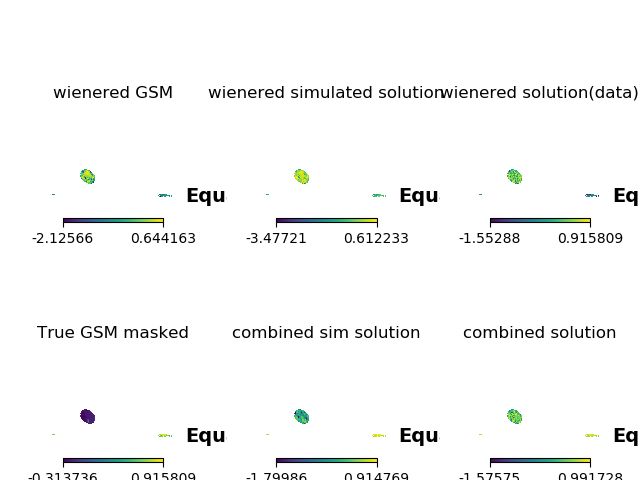 wienered GSM
wienered simulated solution
wienered solution(data)
Equ
Equ
Eq
-2.12566 0.644163
-3.47721 0.612233
-1.55288 0.915809
True GSM masked
combined sim solution
combined solution
Equ
Equ
Eq
-0.313736 0.915809
-1.79986 0.914769
-1.57575 0.991728